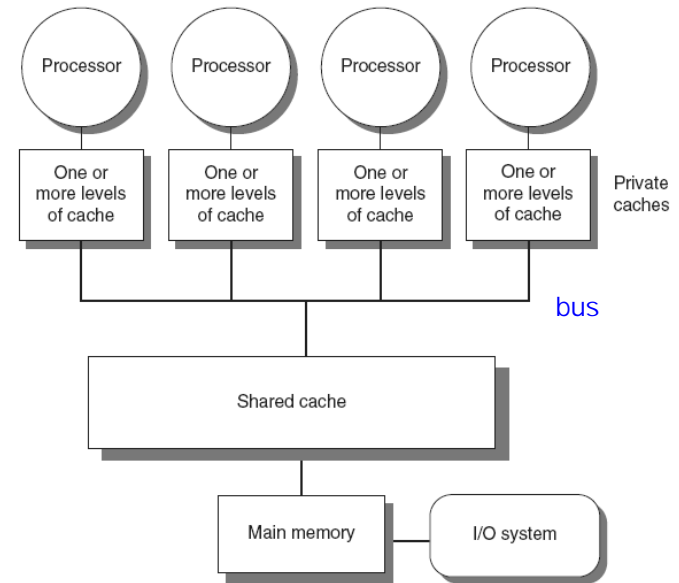 Processor
Processor
Processor
Processor
One or
more levels
of cache
One or
more levels
of cache
One or
more levels
of cache
One or
more levels
of cache
Private
caches
bus
Shared cache
Main memory
I/O system